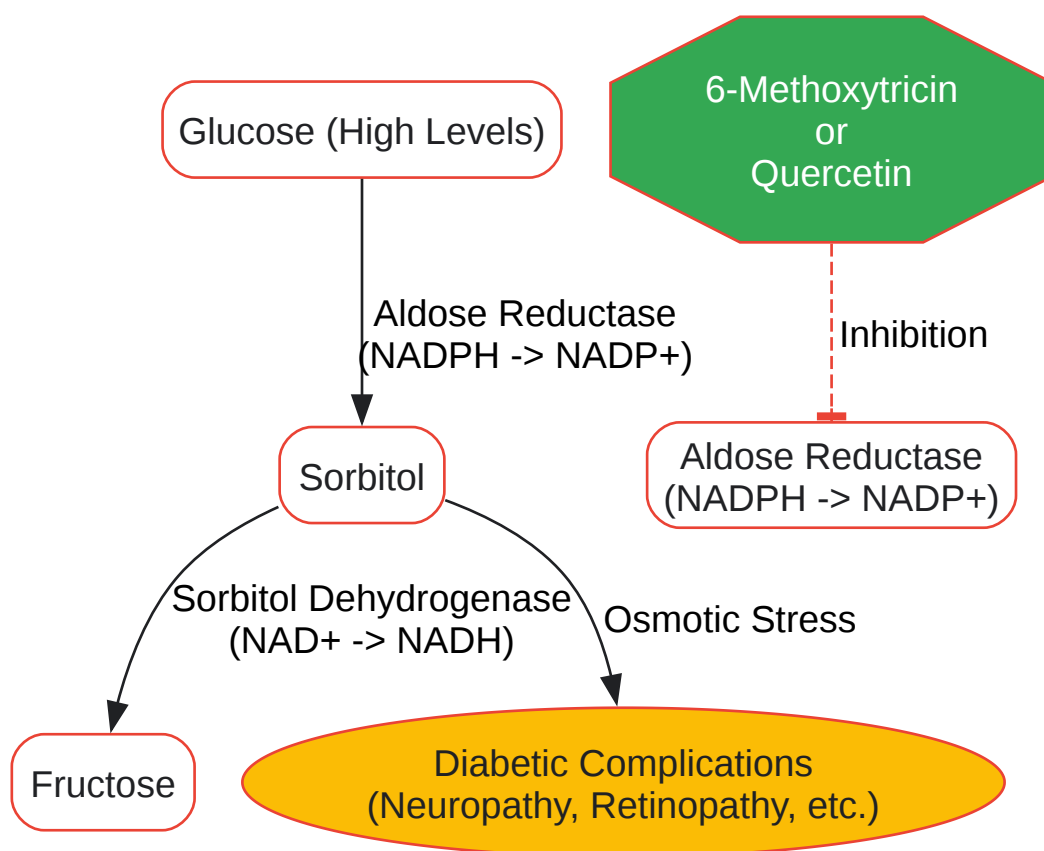 6-Methoxytricin
or
Quercetin
Glucose (High Levels)
Aldose Reductase
(NADPH -> NADP+)
Inhibition
Sorbitol
Aldose Reductase
(NADPH -> NADP+)
Sorbitol Dehydrogenase
(NAD+ -> NADH)
Osmotic Stress
Fructose
Diabetic Complications
(Neuropathy, Retinopathy, etc.)